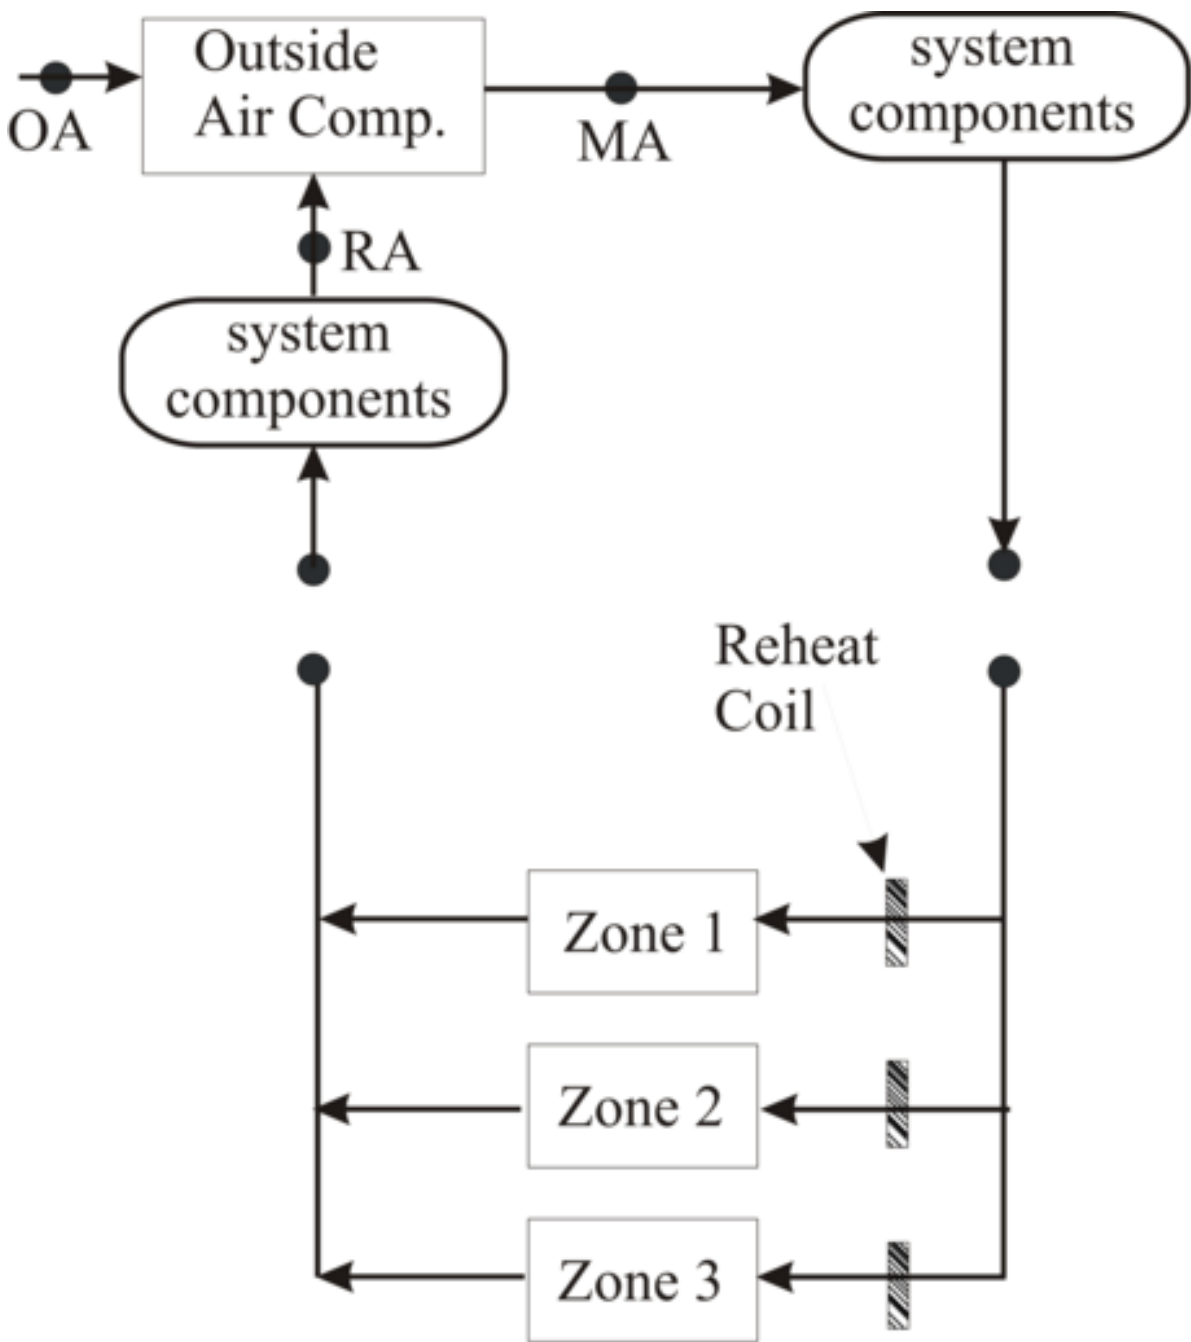 Outside
Air Comp.
OA
MA
system
components
RA
system
components
Reheat
Coil
Zone 1
Zone 2
Zone 3